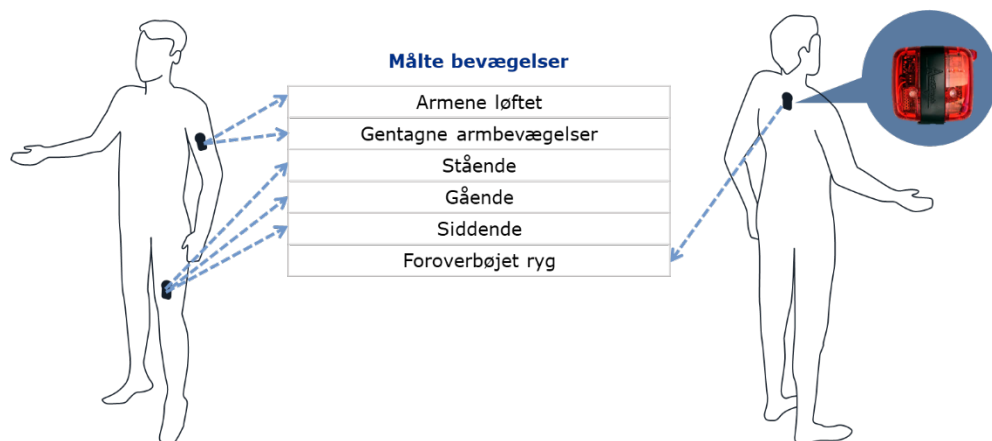 Målte bevægelser
Armene løftet
Gentagne armbevægelser
Stående
Gående
Siddende
Foroverbøjet ryg